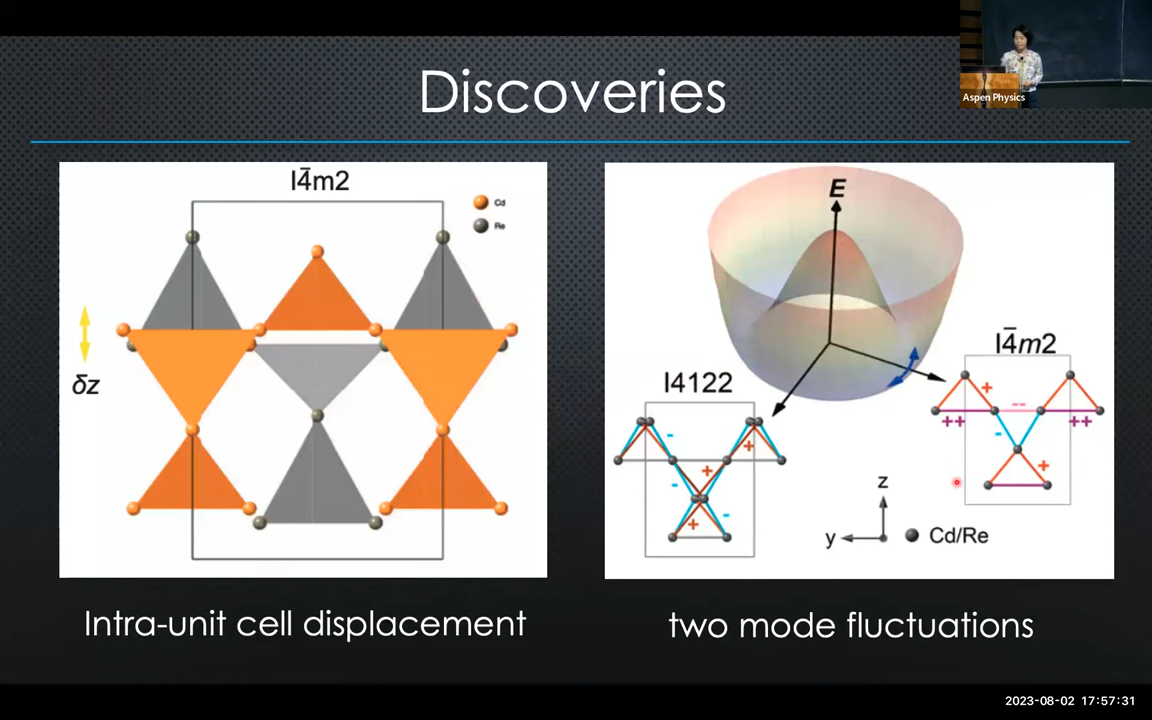 Aspen Physics
Discoveries
I4̄m2
Cd
Re
δz
E
I4122
I4̄m2
-
+
+
-
+
-
+
--
++
++
-
+
z
y
Cd/Re
Intra-unit cell displacement
two mode fluctuations
2023-08-02 17:57:31